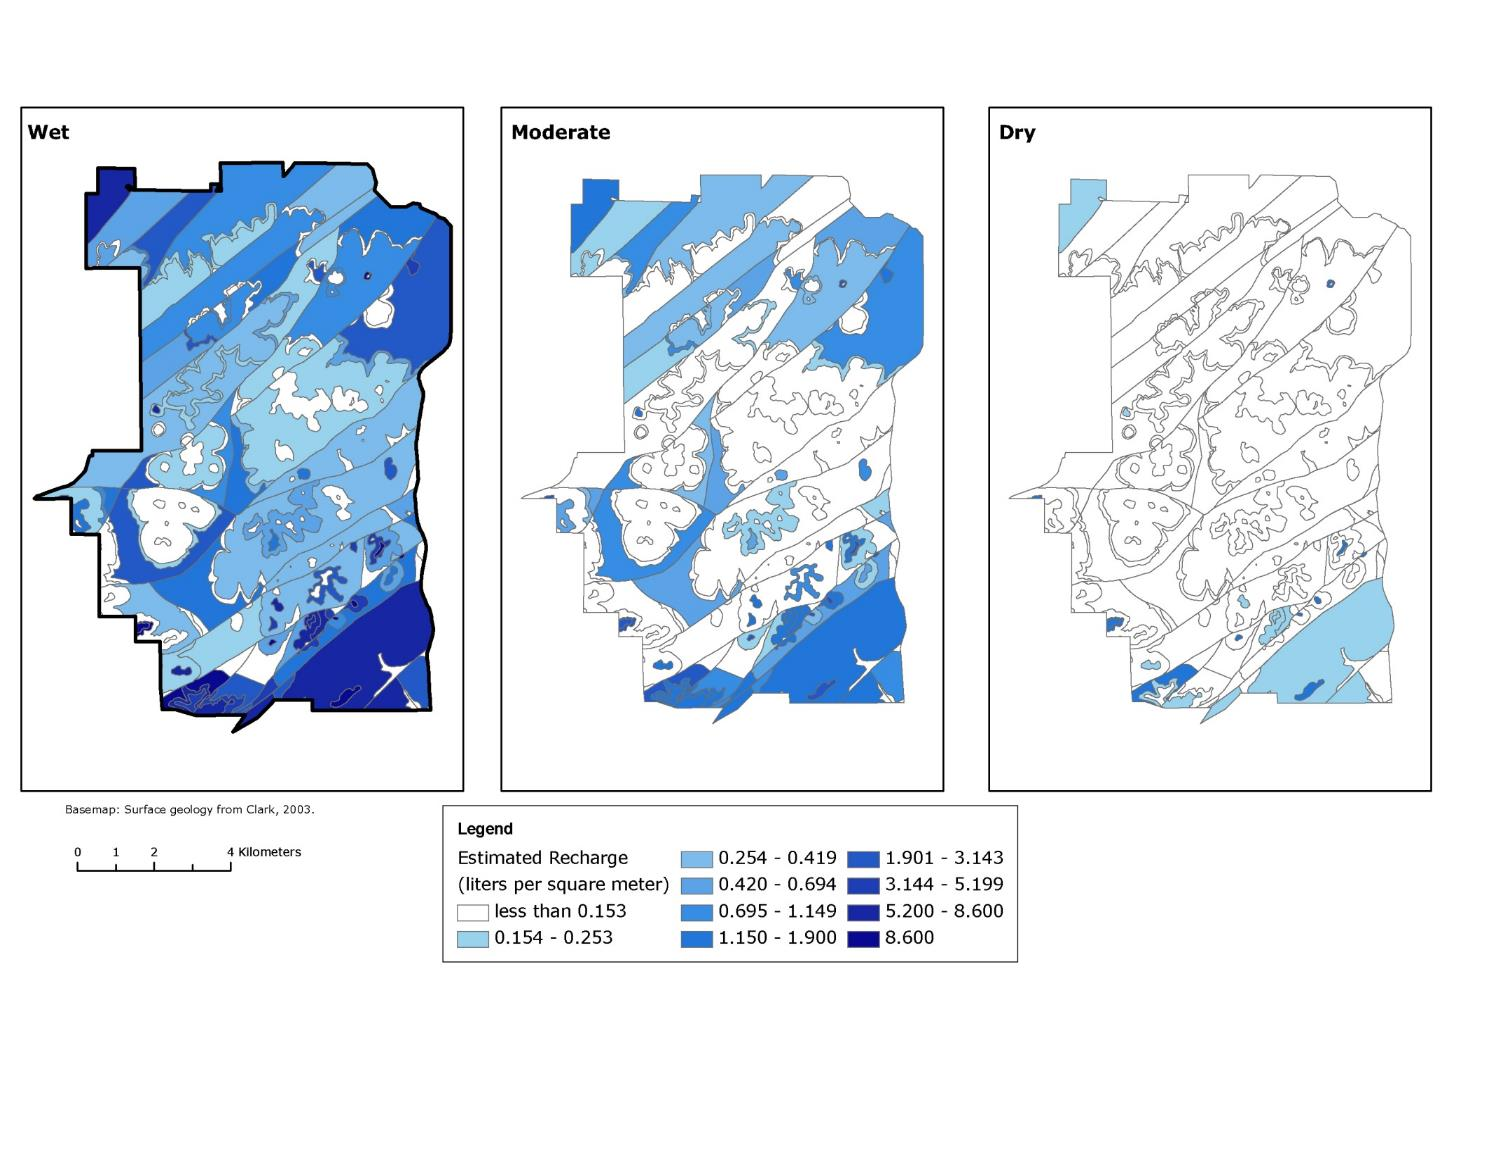 Wet
Moderate
Dry
Basemap: Surface geology from Clark, 2003.
0 1 2 4 Kilometers
Legend
Estimated Recharge
(liters per square meter)
less than 0.153
0.154 - 0.253
0.254 - 0.419
0.420 - 0.694
0.695 - 1.149
1.150 - 1.900
1.901 - 3.143
3.144 - 5.199
5.200 - 8.600
8.600